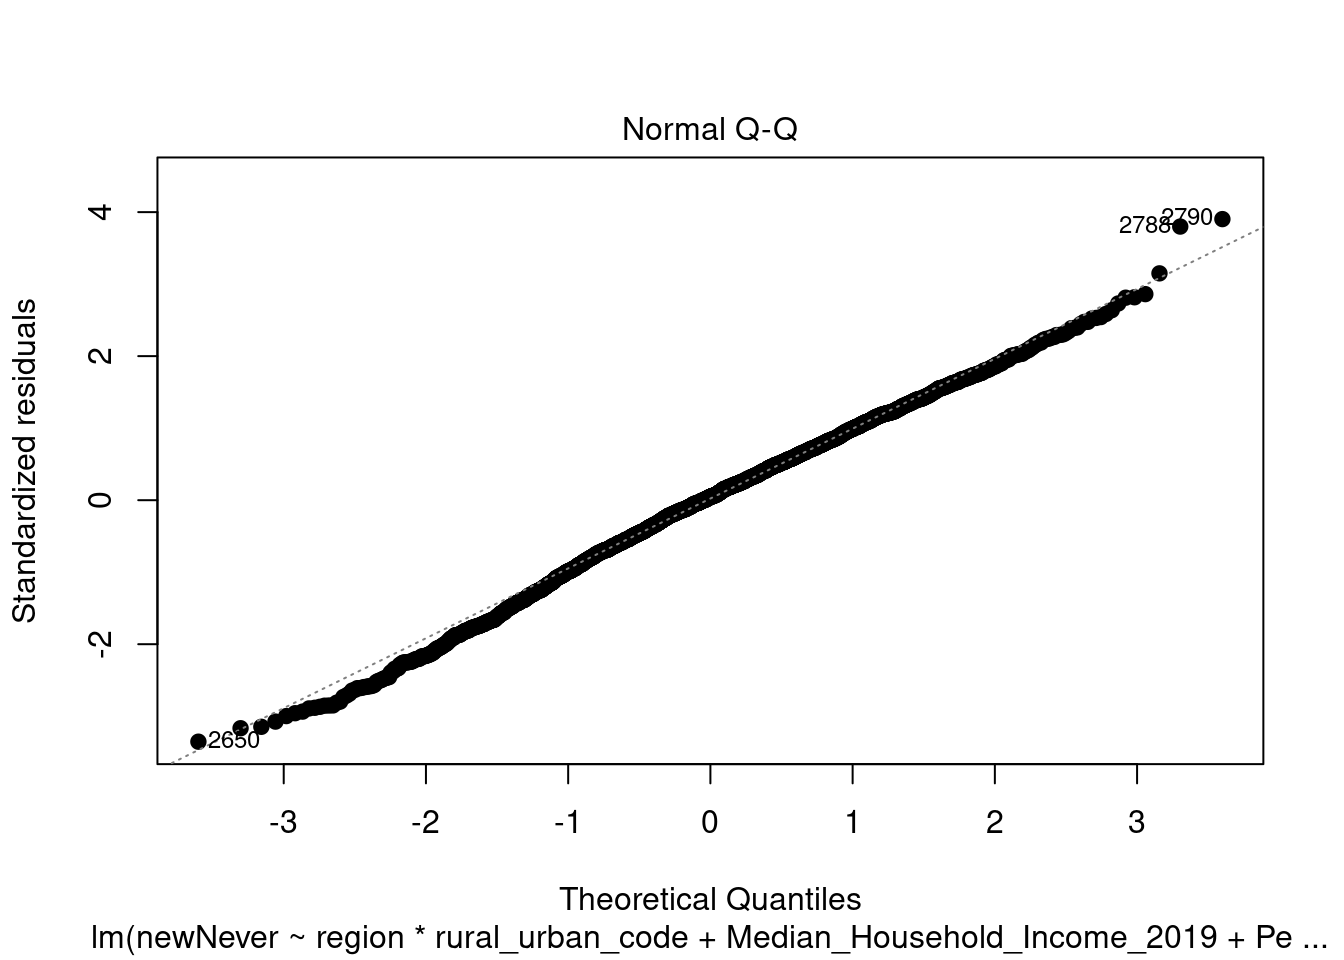 Normal Q-Q
Standardized residuals
4
2
0
-2
2788
2790
2650
-3 -2 -1 0 1 2 3
Theoretical Quantiles
lm(newNever ~ region * rural_urban_code + Median_Household_Income_2019 + Pe ...